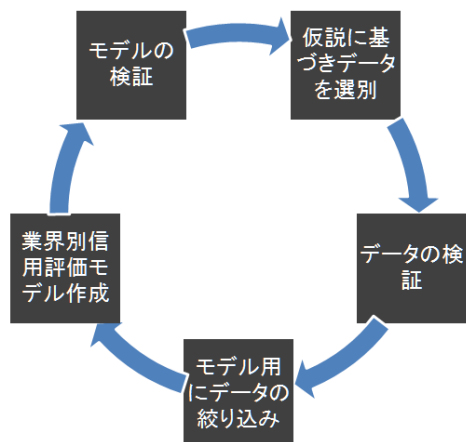 モデルの
検証
仮説に基
づきデータ
を選別
データの検
証
モデル用
にデータの
絞り込み
業界別信
用評価モ
デル作成